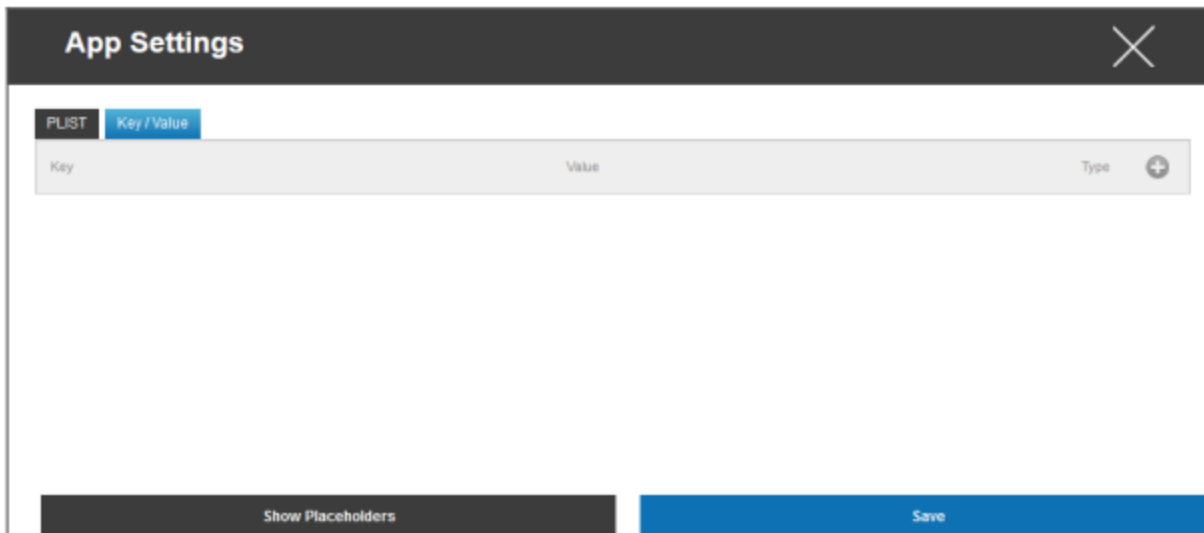 App Settings
PLIST Key / Value
Key Value Type
Show Placeholders Save